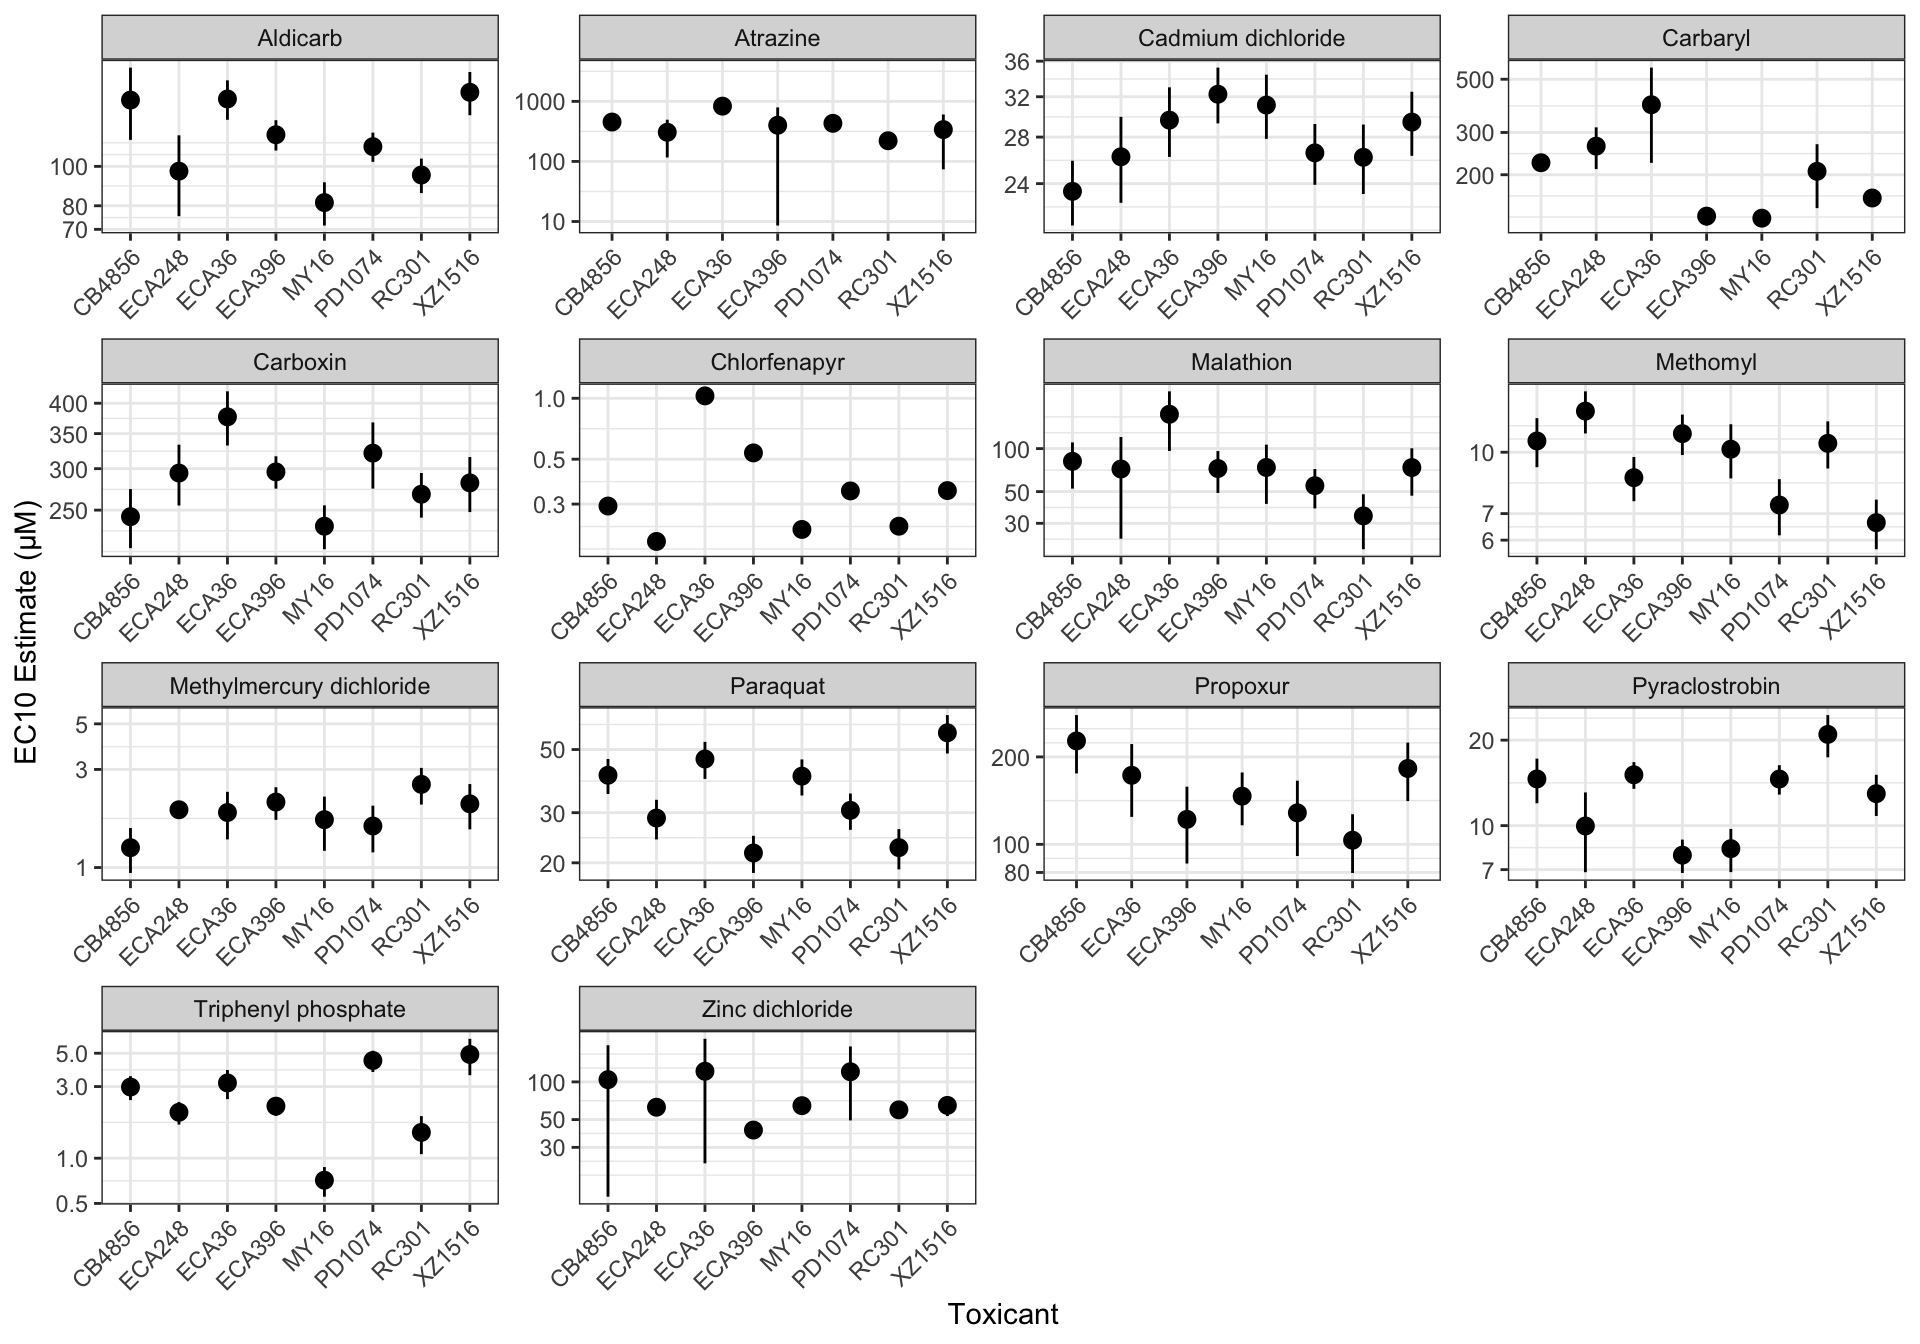 Aldicarb
Atrazine
Cadmium dichloride
Carbaryl
100
80
70
1000
100
10
36
32
28
24
500
300
200
CB4856 ECA248 ECA36 ECA396 MY16 PD1074 RC301 XZ1516
CB4856 ECA248 ECA36 ECA396 MY16 PD1074 RC301 XZ1516
CB4856 ECA248 ECA36 ECA396 MY16 PD1074 RC301 XZ1516
CB4856 ECA248 ECA36 ECA396 MY16 RC301 XZ1516
Carboxin
Chlorfenapyr
Malathion
Methomyl
400
350
300
250
1.0
0.5
0.3
100
50
30
10
7
6
CB4856 ECA248 ECA36 ECA396 MY16 PD1074 RC301 XZ1516
CB4856 ECA248 ECA36 ECA396 MY16 PD1074 RC301 XZ1516
CB4856 ECA248 ECA36 ECA396 MY16 PD1074 RC301 XZ1516
CB4856 ECA248 ECA36 ECA396 MY16 PD1074 RC301 XZ1516
EC10 Estimate (μM)
Methylmercury dichloride
Paraquat
Propoxur
Pyraclostrobin
5
3
1
50
30
20
200
100
80
20
10
7
CB4856 ECA248 ECA36 ECA396 MY16 PD1074 RC301 XZ1516
CB4856 ECA248 ECA36 ECA396 MY16 PD1074 RC301 XZ1516
CB4856 ECA36 ECA396 MY16 PD1074 RC301 XZ1516
CB4856 ECA248 ECA36 ECA396 MY16 PD1074 RC301 XZ1516
Triphenyl phosphate
Zinc dichloride
5.0
3.0
1.0
0.5
100
50
30
CB4856 ECA248 ECA36 ECA396 MY16 PD1074 RC301 XZ1516
CB4856 ECA248 ECA36 ECA396 MY16 PD1074 RC301 XZ1516
Toxicant